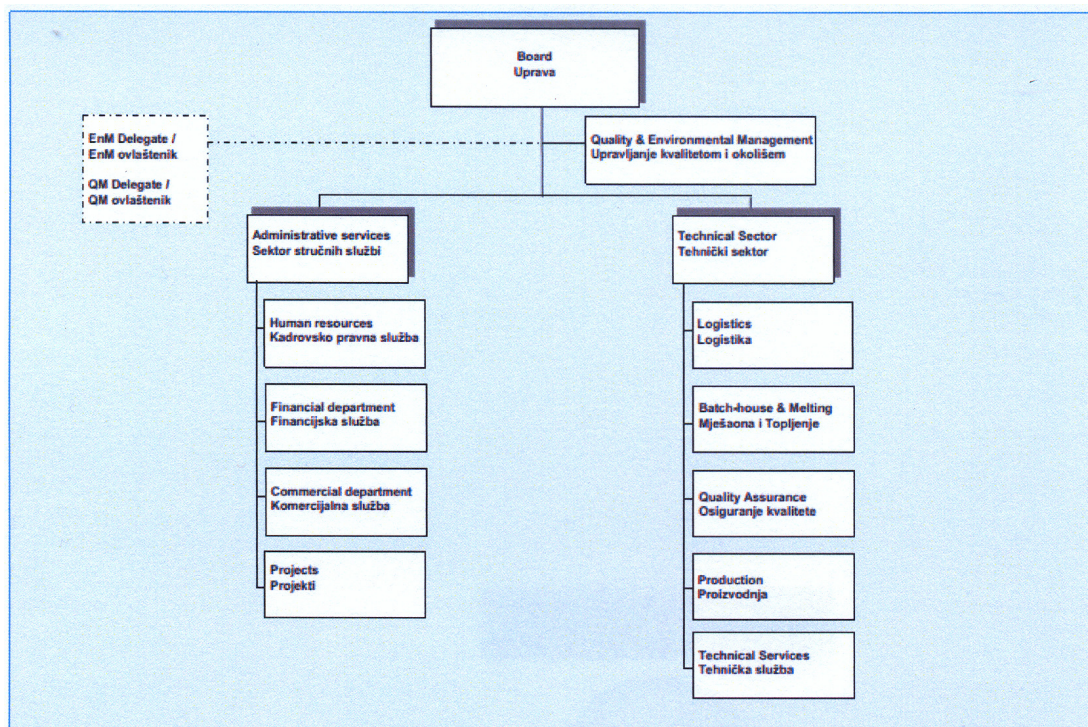 Board
Uprava
EnM Delegate /
EnM ovlaštenik
QM Delegate /
QM ovlaštenik
Quality & Environmental Management
Upravljanje kvalitetom i okolišem
Administrative services
Sektor stručnih službi
Human resources
Kadrovsko pravna služba
Financial department
Financijska služba
Commercial department
Komercijalna služba
Projects
Projekti
Technical Sector
Tehnički sektor
Logistics
Logistika
Batch-house & Melting
Mješaona i Topljenje
Quality Assurance
Osiguranje kvalitete
Production
Proizvodnja
Technical Services
Tehnička služba